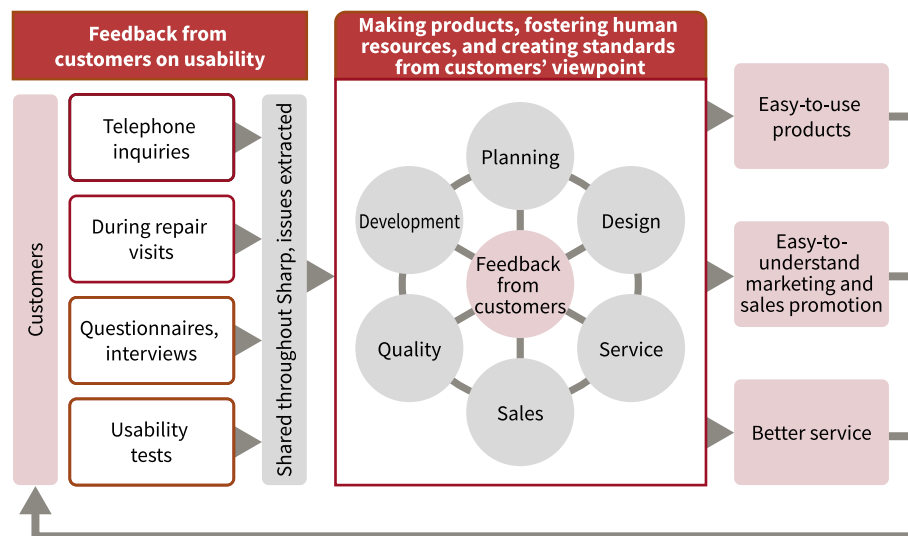 Feedback from
customers on usability
Making products, fostering human
resources, and creating standards
from customers’ viewpoint
Customers
Telephone
inquiries
During repair
visits
Questionnaires,
interviews
Usability
tests
Shared throughout Sharp, issues extracted
Planning
Development
Design
Feedback
from
customers
Quality
Service
Sales
Easy-to-use
products
Easy-to-
understand
marketing and
sales promotion
Better service